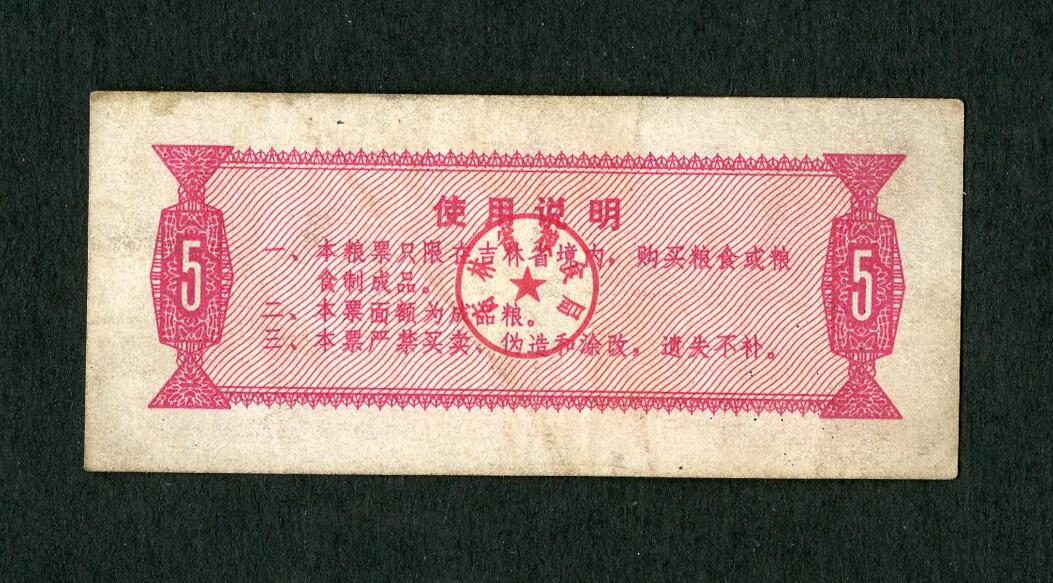 使用说明
一、本粮票只限在吉林省境内，购买粮食或粮
食制成品。
二、本票面额为成品粮。
三、本票严禁买卖、伪造和涂改，遗失不补。
5
5